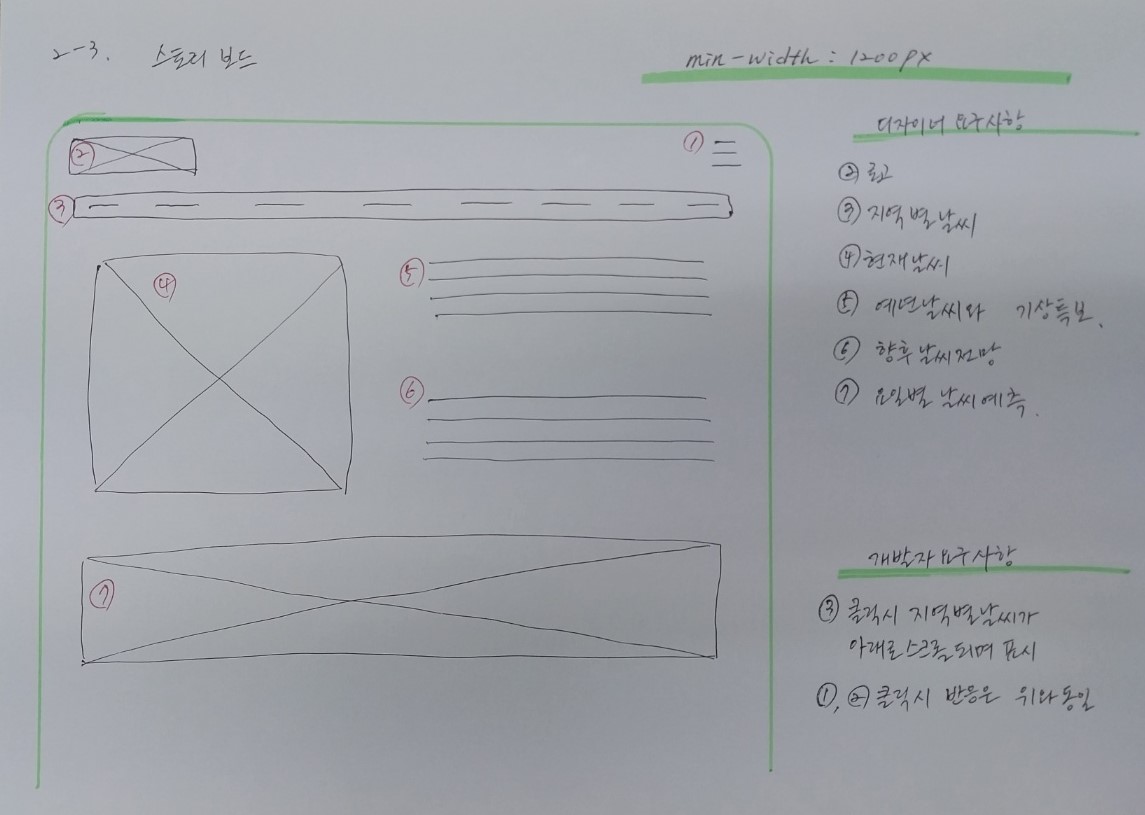 2-3. 스토리 보드
min-width : 1200px
②
①
③
④
⑤
⑥
⑦
디자이너 요구사항
② 로고
③ 지역별날씨
④ 현재날씨
⑤ 예년날씨와 기상특보.
⑥ 향후 날씨전망
⑦ 요일별 날씨예측.
개발자 요구사항
③ 클릭시 지역별날씨가
아래로 스크롤 되며 표시
①, ② 클릭시 반응은 위와 동일